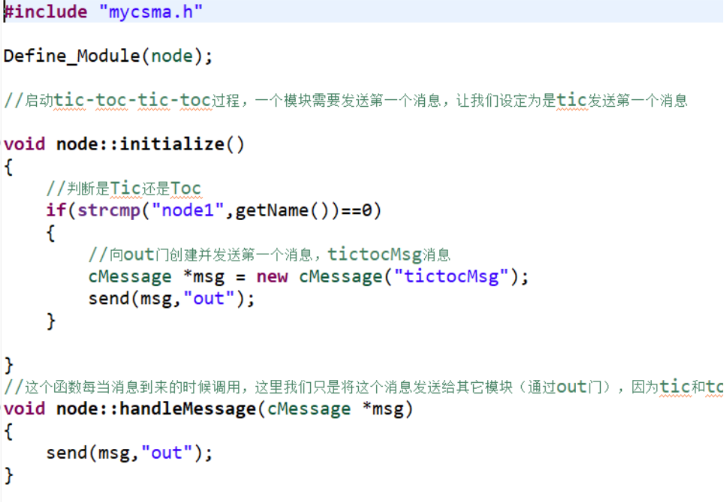 #include "mycsma.h"
Define_Module(node);
//启动tic-toc-tic-toc过程，一个模块需要发送第一个消息，让我们设定为是tic发送第一个消息
void node::initialize()
{
//判断是Tic还是Toc
if(strcmp("node1",getName())==0)
{
//向out门创建并发送第一个消息，tictocMsg消息
cMessage *msg = new cMessage("tictocMsg");
send(msg,"out");
}
}
//这个函数每当消息到来的时候调用，这里我们只是将这个消息发送给其它模块（通过out门），因为tic和to
void node::handleMessage(cMessage *msg)
{
send(msg,"out");
}